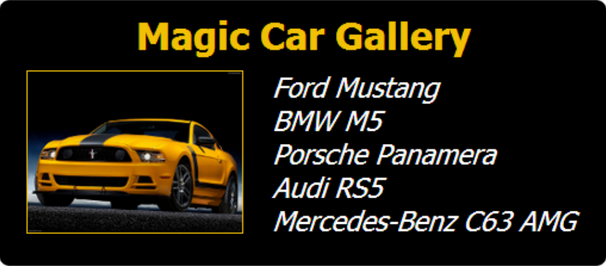 Magic Car Gallery
Ford Mustang
BMW M5
Porsche Panamera
Audi RS5
Mercedes-Benz C63 AMG